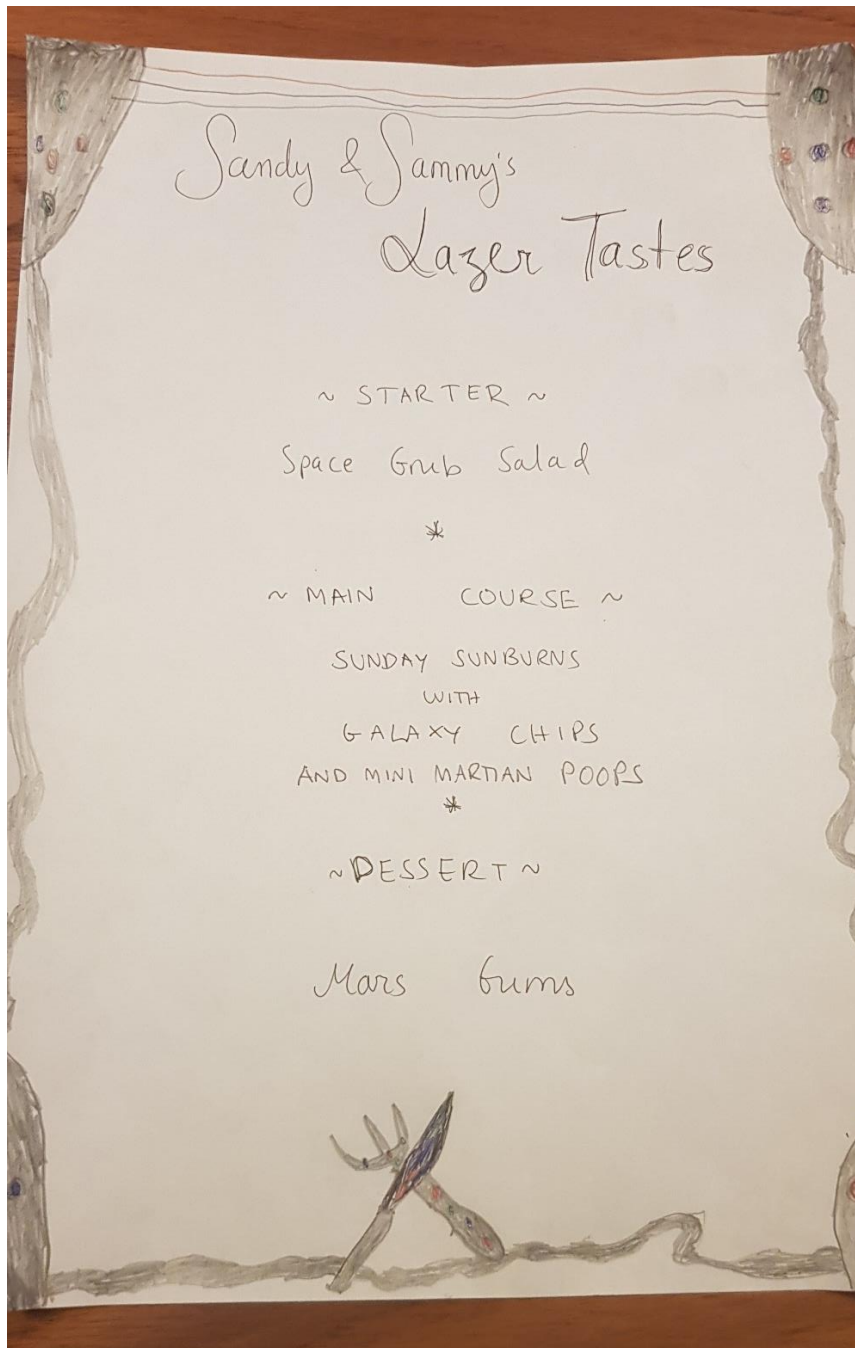 Sandy & Sammy's
Lazer Tastes
~ STARTER ~
Space Grub Salad
*
~ MAIN COURSE ~
SUNDAY SUNBURNS
WITH
GALAXY CHIPS
AND MINI MARTIAN POOPS
*
~ DESSERT ~
Mars Gums